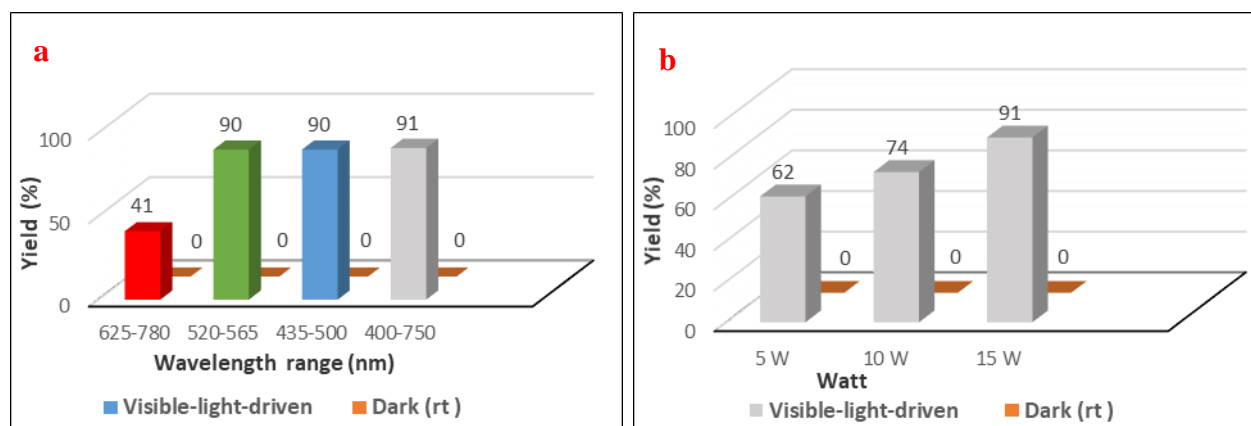 a
Yield (%)
100
50
0
41
90
90
91
0
0
0
0
625-780 520-565 435-500 400-750
Wavelength range (nm)
Visible-light-driven Dark (rt )
b
Yield (%)
100
80
60
40
20
0
62
74
91
0
0
0
5 W 10 W 15 W
Watt
Visible-light-driven Dark (rt )